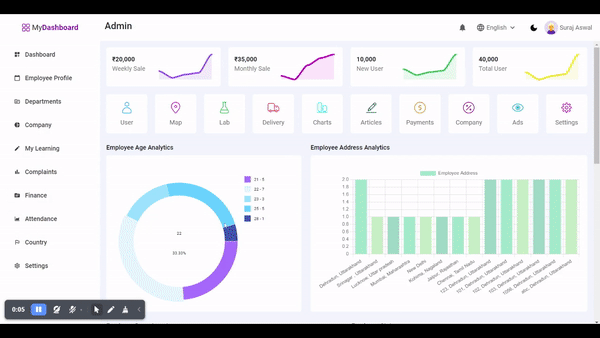 MyDashboard
Admin
English
Suraj Aswal
Dashboard
Employee Profile
Departments
Company
My Learning
Complaints
Finance
Attendance
Country
Settings
₹20,000
Weekly Sale
₹35,000
Monthly Sale
10,000
New User
40,000
Total User
User
Map
Lab
Delivery
Charts
Articles
Payments
Company
Ads
Settings
Employee Age Analytics
21 - 5
22 - 7
23 - 3
25 - 5
28 - 1
22
33.33%
Employee Address Analytics
Employee Address
2.0
1.8
1.6
1.4
1.2
1.0
0.8
0.6
0.4
0.2
0
Dehradun, Uttarakhand
Srinagar , Uttarakhand
Lucknow, Uttar pradesh
Mumbai, Maharashtra
New Delhi
Kohima, Nagaland
Jaipur, Rajasthan
Chennai, Tamil Nadu
123, Dehradun, Uttarakhand
101, Dehradun, Uttarakhand
102, Dehradun, Uttarakhand
103, Dehradun, Uttarakhand
1008, Dehradun, Uttarakhand
abc, Dehradun, Uttarakhand
0:05